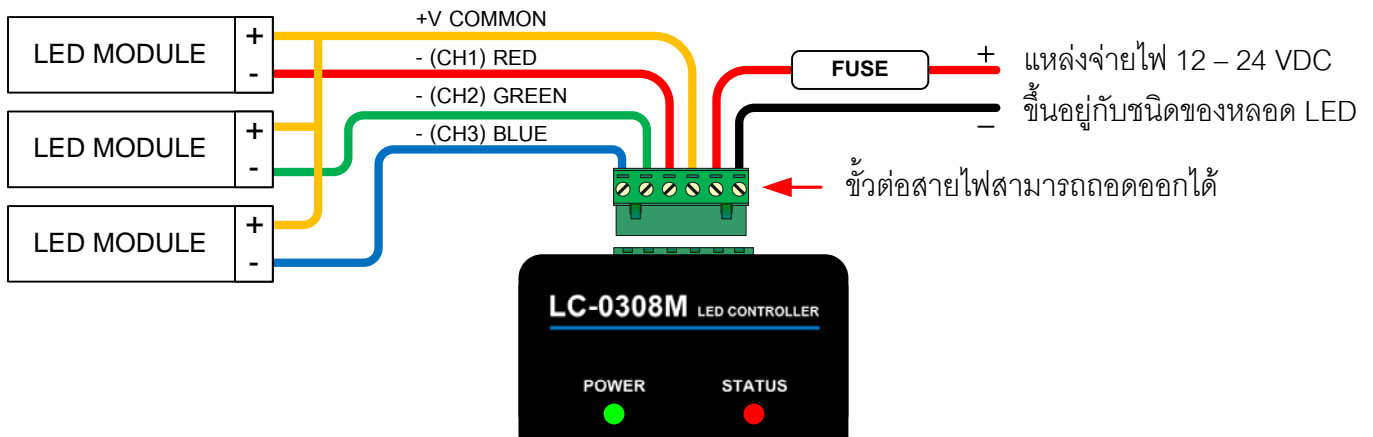 +V COMMON
LED MODULE
+
-
- (CH1) RED
FUSE
+
แหล่งจ่ายไฟ 12 – 24 VDC
- (CH2) GREEN
–
ขึ้นอยู่กับชนิดของหลอด LED
LED MODULE
+
-
- (CH3) BLUE
ขั้วต่อสายไฟสามารถถอดออกได้
LED MODULE
+
-
LC-0308M LED CONTROLLER
POWER STATUS